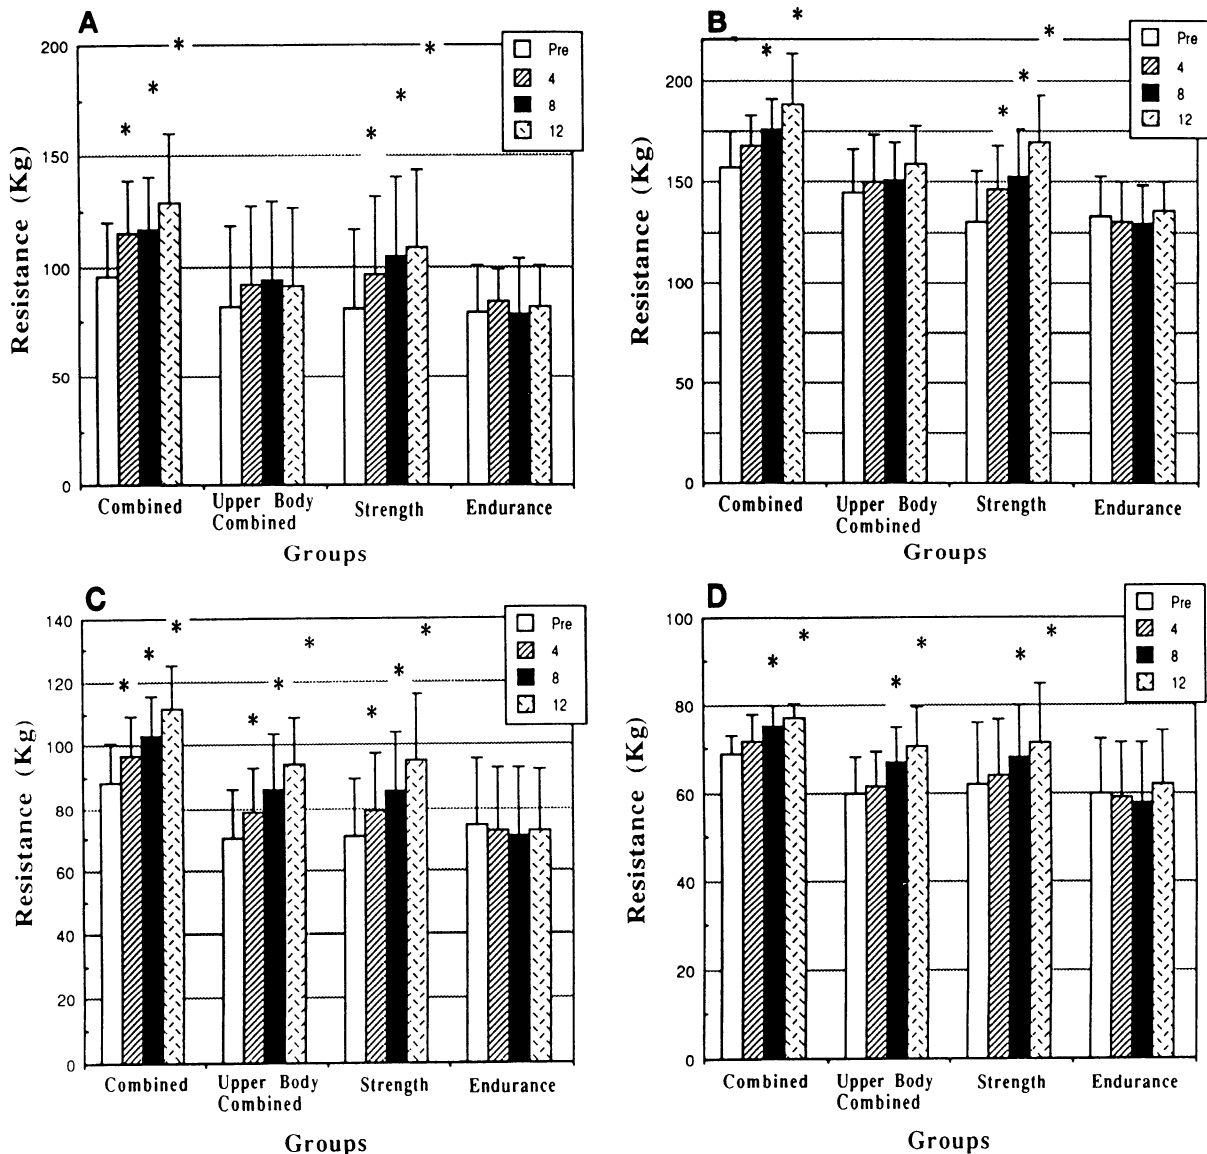 A
Resistance (Kg)
200
150
100
50
0
*
*
*
*
*
*
Pre
4
8
12
Combined
Upper Body
Combined
Strength
Endurance
Groups
B
Resistance (Kg)
200
150
100
50
0
*
*
*
*
*
Pre
4
8
12
Combined
Upper Body
Combined
Strength
Endurance
Groups
C
Resistance (Kg)
140
120
100
80
60
40
20
0
*
*
*
*
*
*
*
*
*
Pre
4
8
12
Combined
Upper Body
Combined
Strength
Endurance
Groups
D
Resistance (Kg)
100
80
60
40
20
0
*
*
*
*
*
*
Pre
4
8
12
Combined
Upper Body
Combined
Strength
Endurance
Groups